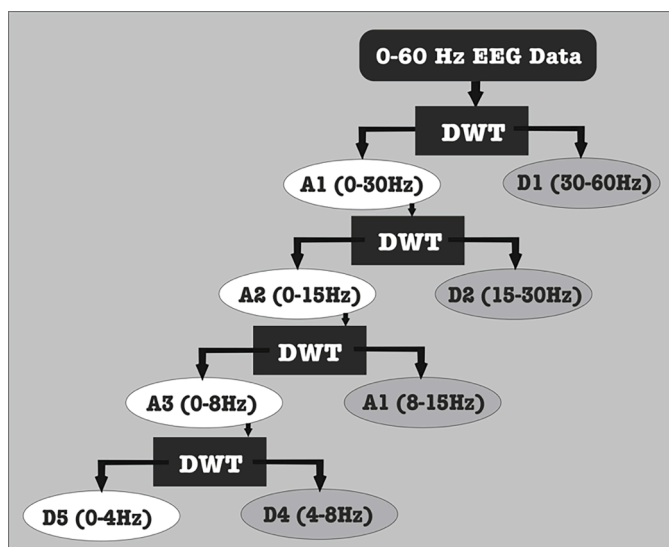 0-60 Hz EEG Data
DWT
A1 (0-30Hz)
D1 (30-60Hz)
DWT
A2 (0-15Hz)
D2 (15-30Hz)
DWT
A3 (0-8Hz)
A1 (8-15Hz)
DWT
D5 (0-4Hz)
D4 (4-8Hz)